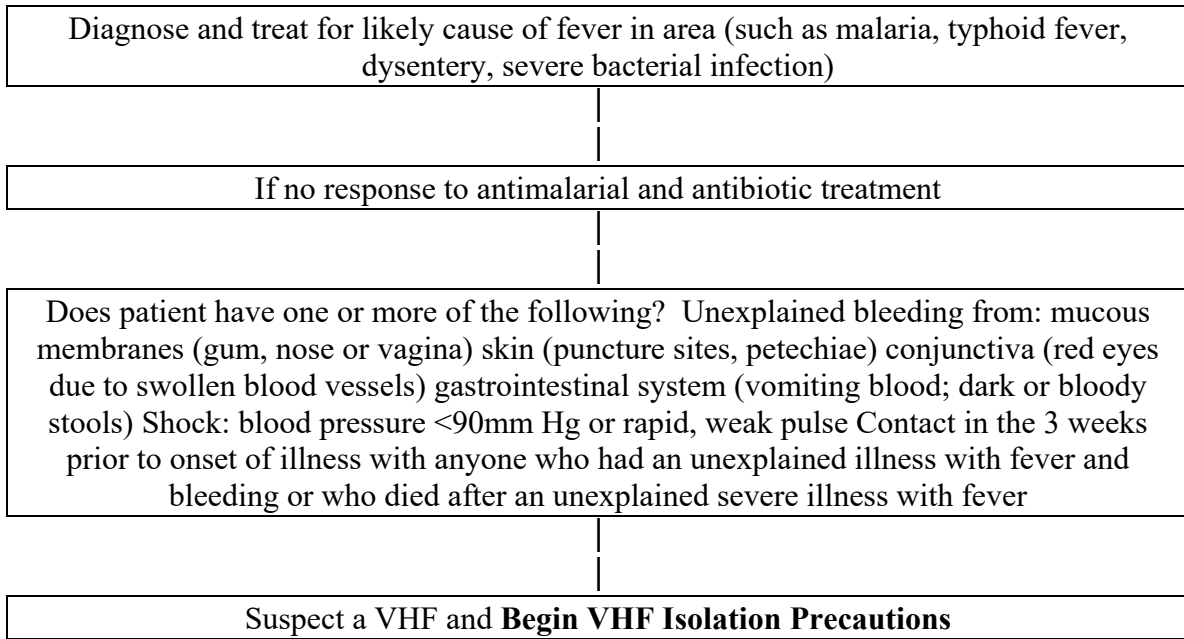 Diagnose and treat for likely cause of fever in area (such as malaria, typhoid fever,
dysentery, severe bacterial infection)
If no response to antimalarial and antibiotic treatment
Does patient have one or more of the following?  Unexplained bleeding from: mucous
membranes (gum, nose or vagina) skin (puncture sites, petechiae) conjunctiva (red eyes
due to swollen blood vessels) gastrointestinal system (vomiting blood; dark or bloody
stools) Shock: blood pressure <90mm Hg or rapid, weak pulse Contact in the 3 weeks
prior to onset of illness with anyone who had an unexplained illness with fever and
bleeding or who died after an unexplained severe illness with fever
Suspect a VHF and Begin VHF Isolation Precautions